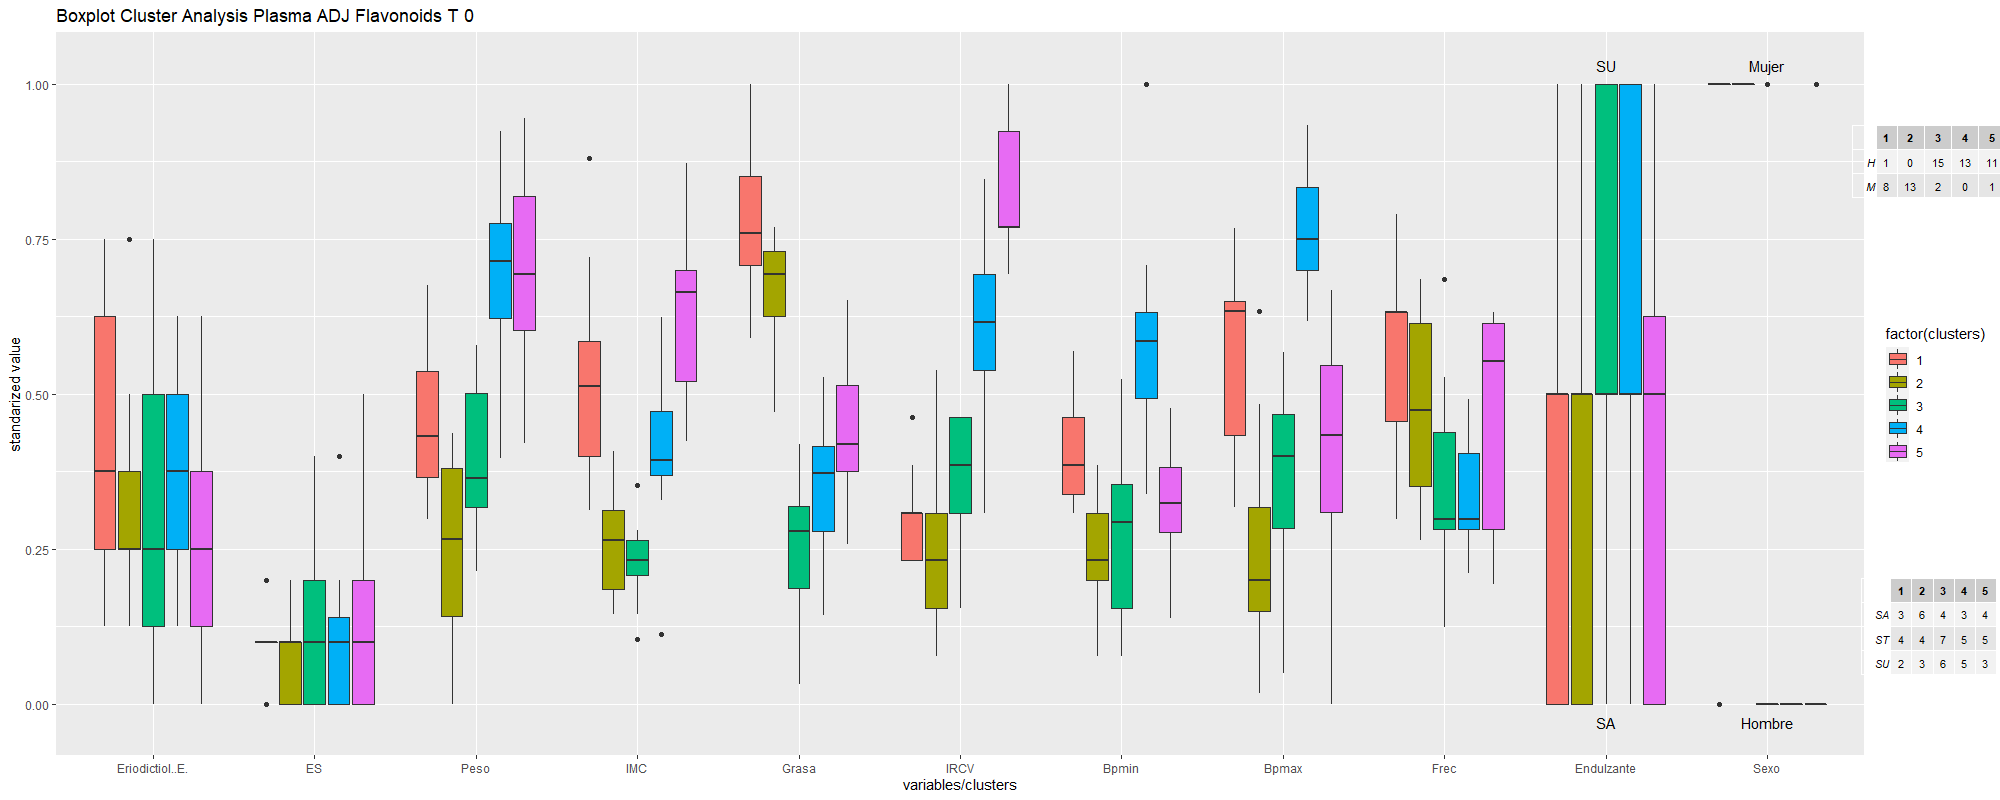 Boxplot Cluster Analysis Plasma ADJ Flavonoids T 0
standarized value
1.00
0.75
0.50
0.25
0.00
SU
Mujer
SA
Hombre
Eriodictiol..E. ES Peso IMC Grasa IRCV Bpmin Bpmax Frec Endulzante Sexo
variables/clusters
1 2 3 4 5
H 1 0 15 13 11
M 8 13 2 0 1
factor(clusters)
1
2
3
4
5
1 2 3 4 5
SA 3 6 4 3 4
ST 4 4 7 5 5
SU 2 3 6 5 3